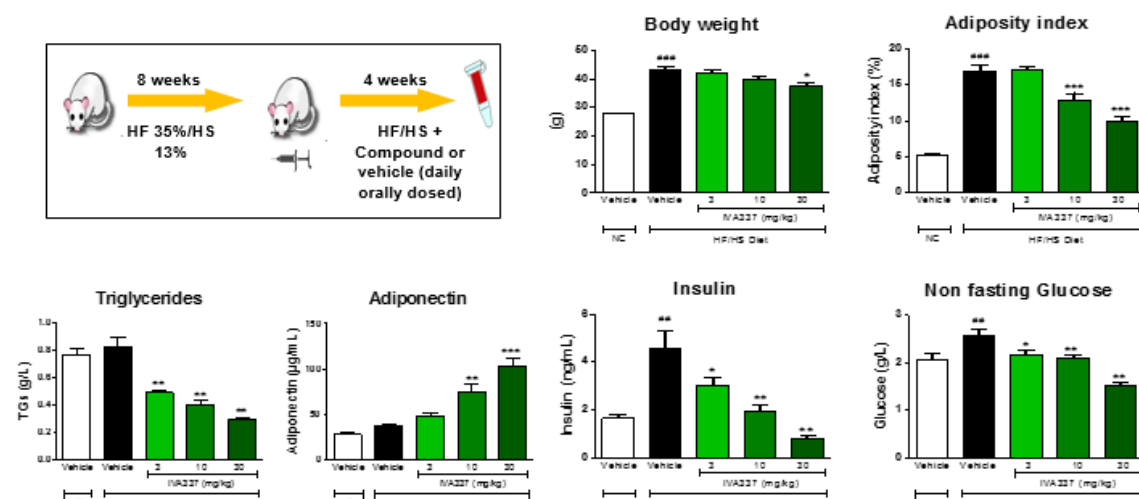 8 weeks
HF 35%/HS
13%
4 weeks
HF/HS +
Compound or
vehicle (daily
orally dosed)
Body weight
(g)
50
40
30
20
10
0
###
*
Vehicle Vehicle 3 10 30
IVA337 (mg/kg)
NC HF/HS Diet
Adiposity index
Adiposity index (%)
20
15
10
5
0
###
***
***
Vehicle Vehicle 3 10 30
IVA337 (mg/kg)
NC HF/HS Diet
Triglycerides
TGs (g/L)
1.0
0.8
0.6
0.4
0.2
0.0
**
**
**
Vehicle Vehicle 3 10 30
IVA337 (mg/kg)
Adiponectin
Adiponectin (µg/mL)
150
100
50
0
**
***
Vehicle Vehicle 3 10 30
IVA337 (mg/kg)
Insulin
Insulin (ng/mL)
6
4
2
0
##
*
**
**
Vehicle Vehicle 3 10 30
IVA337 (mg/kg)
Non fasting Glucose
Glucose (g/L)
3
2
1
0
##
*
**
**
Vehicle Vehicle 3 10 30
IVA337 (mg/kg)